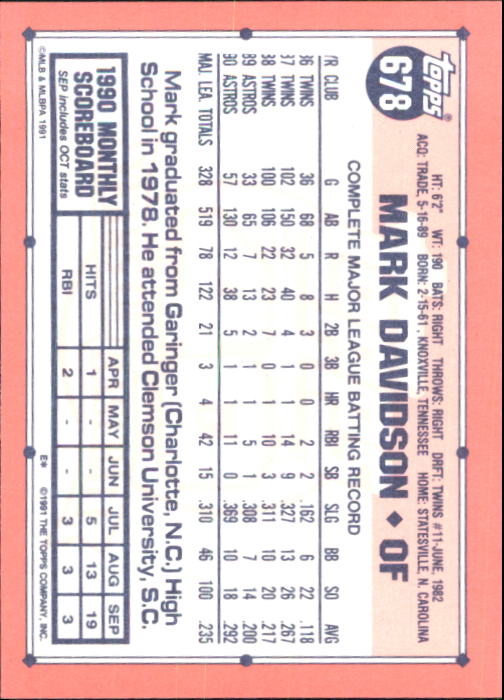 topps®
678
HT: 6'2" WT: 190 BATS: RIGHT THROWS: RIGHT DRFT: TWINS #11-JUNE, 1982
ACQ: TRADE, 5-16-89 BORN: 2-15-61, KNOXVILLE, TENNESSEE HOME: STATESVILLE, N. CAROLINA
MARK DAVIDSON ◆ OF
COMPLETE MAJOR LEAGUE BATTING RECORD
YR CLUB G AB R H 2B 3B HR RBI SB SLG BB SO AVG
86 TWINS 36 68 5 8 3 0 0 2 2 .162 6 22 .118
87 TWINS 102 150 32 40 4 1 1 14 9 .327 13 26 .267
88 TWINS 100 106 22 23 7 0 1 10 3 .311 10 20 .217
89 ASTROS 33 65 7 13 2 1 1 5 1 .308 7 14 .200
90 ASTROS 57 130 12 38 5 1 1 11 0 .369 10 18 .292
MAJ. LEA. TOTALS 328 519 78 122 21 3 4 42 15 .310 46 100 .235
Mark graduated from Garinger (Charlotte, N.C.) High
School in 1978. He attended Clemson University, S.C.
1990 MONTHLY
SCOREBOARD
SEP includes OCT stats
APR MAY JUN JUL AUG SEP
HITS 1 - - 5 13 19
RBI 2 - - 3 3 3
©MLB & MLBPA 1991
E* ©1991 THE TOPPS COMPANY, INC.